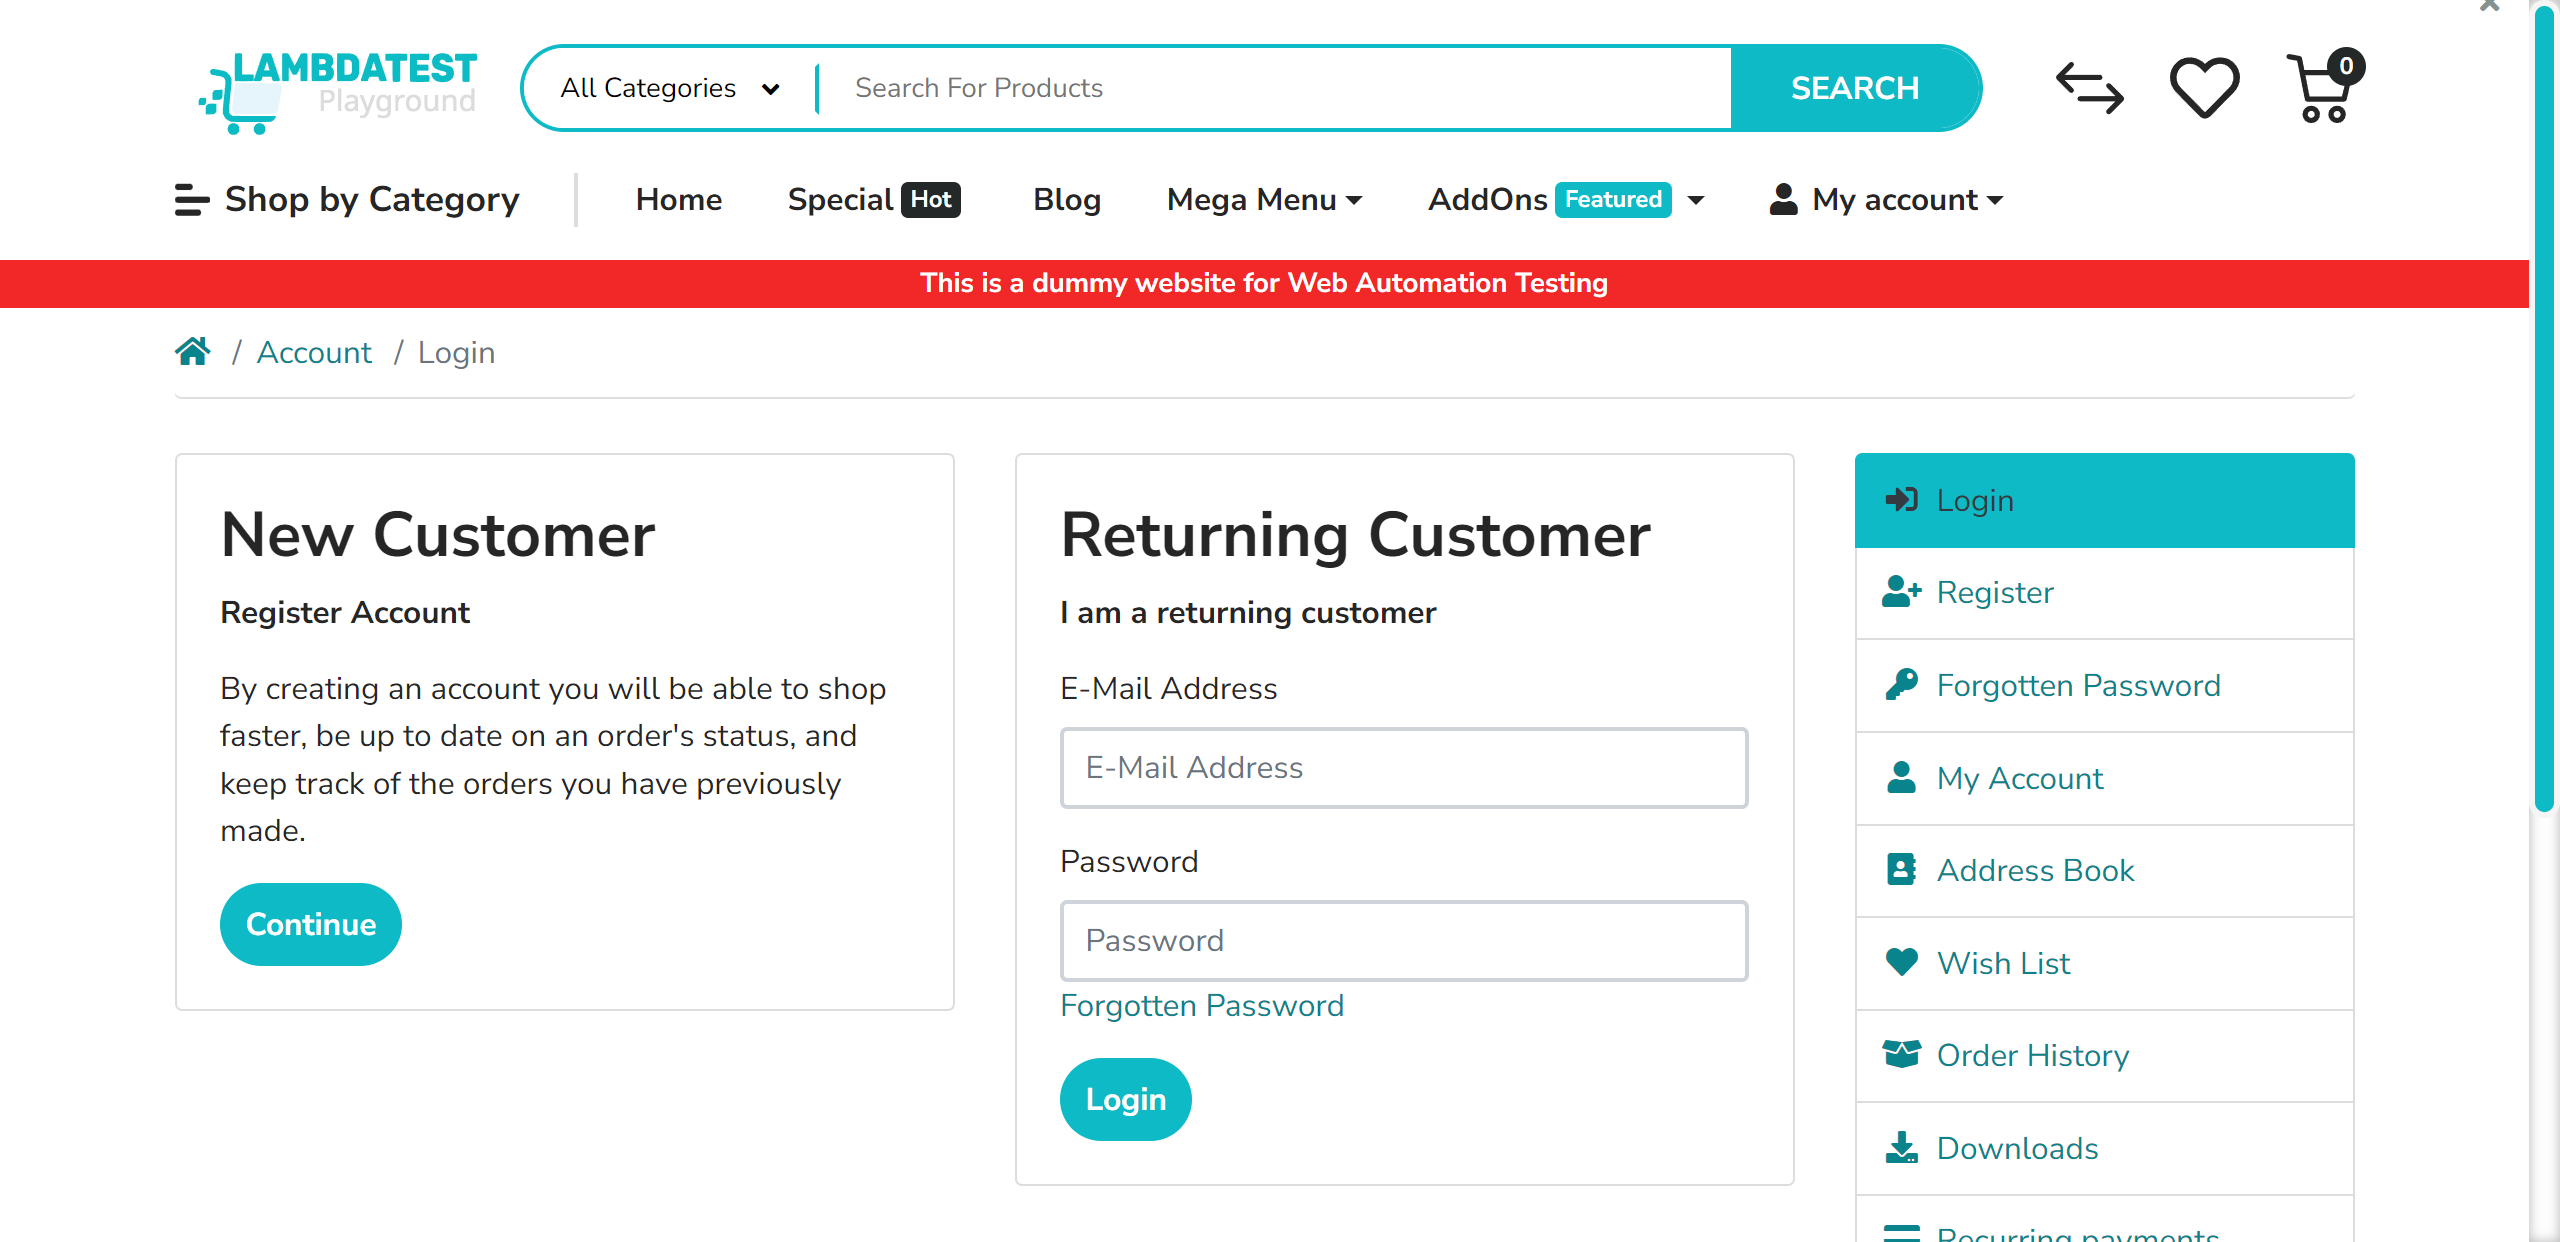 LAMBDATEST
Playground
All Categories
Search For Products
SEARCH
0
Shop by Category
Home
Special Hot
Blog
Mega Menu
AddOns Featured
My account
This is a dummy website for Web Automation Testing
/ Account / Login
New Customer
Register Account
By creating an account you will be able to shop
faster, be up to date on an order's status, and
keep track of the orders you have previously
made.
Continue
Returning Customer
I am a returning customer
E-Mail Address
E-Mail Address
Password
Password
Forgotten Password
Login
Login
Register
Forgotten Password
My Account
Address Book
Wish List
Order History
Downloads
Recurring payments